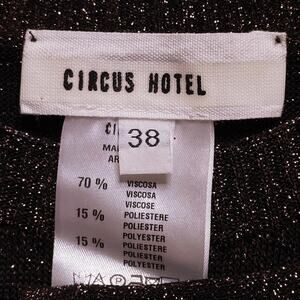 CIRCUS HOTEL
38
70 % VISCOSA
VISCOSA
VISCOSE
15 % POLIESTERE
POLIESTER
POLYESTER
15 % POLIESTERE
POLIESTER
POLYESTER